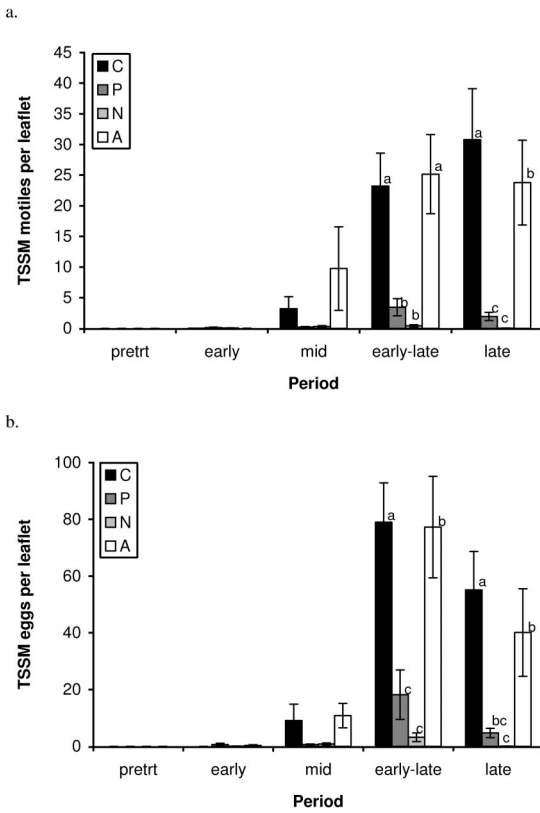 a.
45
40
35
30
25
20
15
10
5
0
TSSM motiles per leaflet
C
P
N
A
a
b
b
a
a
c
c
b
pretrt early mid early-late late
Period
b.
100
80
60
40
20
0
TSSM eggs per leaflet
C
P
N
A
a
c
c
b
a
bc
c
b
pretrt early mid early-late late
Period